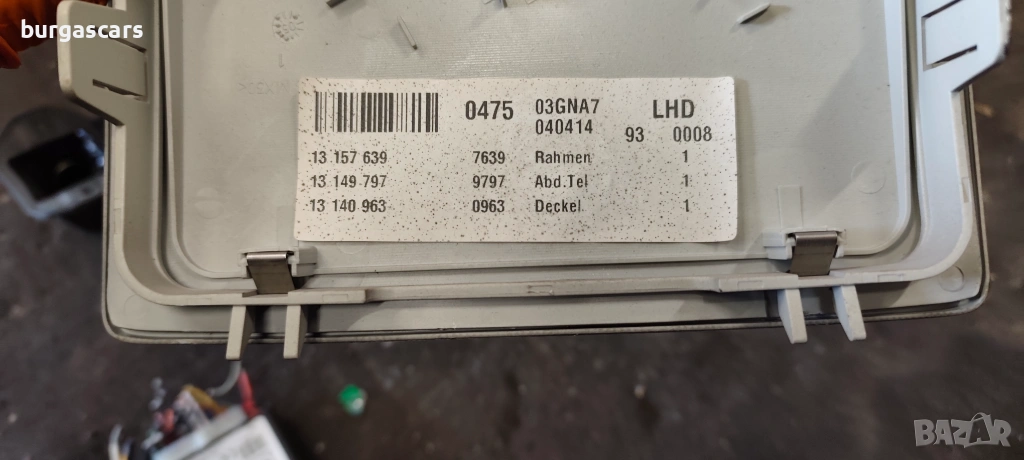 burgascars
0475 03GNA7 LHD
040414 93 0008
13 157 639 7639 Rahmen 1
13 149 797 9797 Abd.Tel 1
13 140 963 0963 Deckel 1
BAZAR